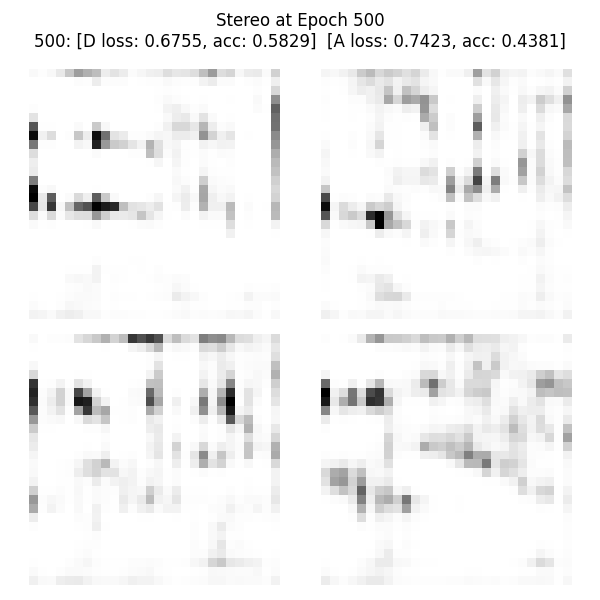 Stereo at Epoch 500
500: [D loss: 0.6755, acc: 0.5829]  [A loss: 0.7423, acc: 0.4381]